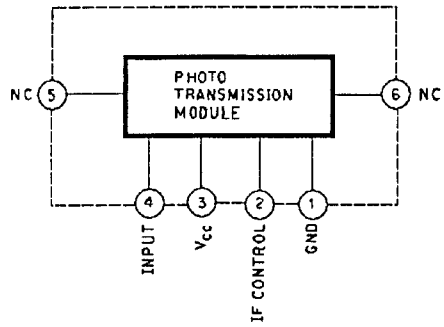 PHOTO
TRANSMISSION
MODULE
NC 5
6 NC
4 3 2 1
INPUT
Vcc
IF CONTROL
GND